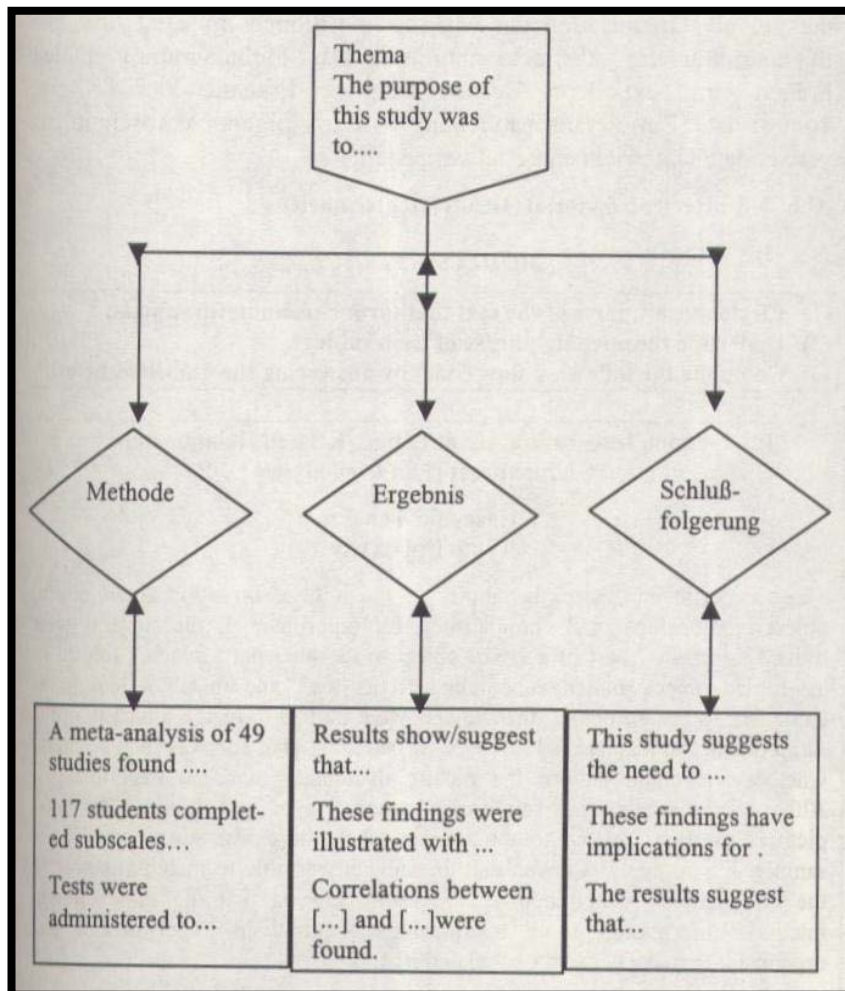 Thema
The purpose of
this study was
to....
Methode
Ergebnis
Schluß-
folgerung
A meta-analysis of 49
studies found ....
117 students complet-
ed subscales…
Tests were
administered to...
Results show/suggest
that...
These findings were
illustrated with ...
Correlations between
[...] and [...]were
found.
This study suggests
the need to ...
These findings have
implications for .
The results suggest
that...